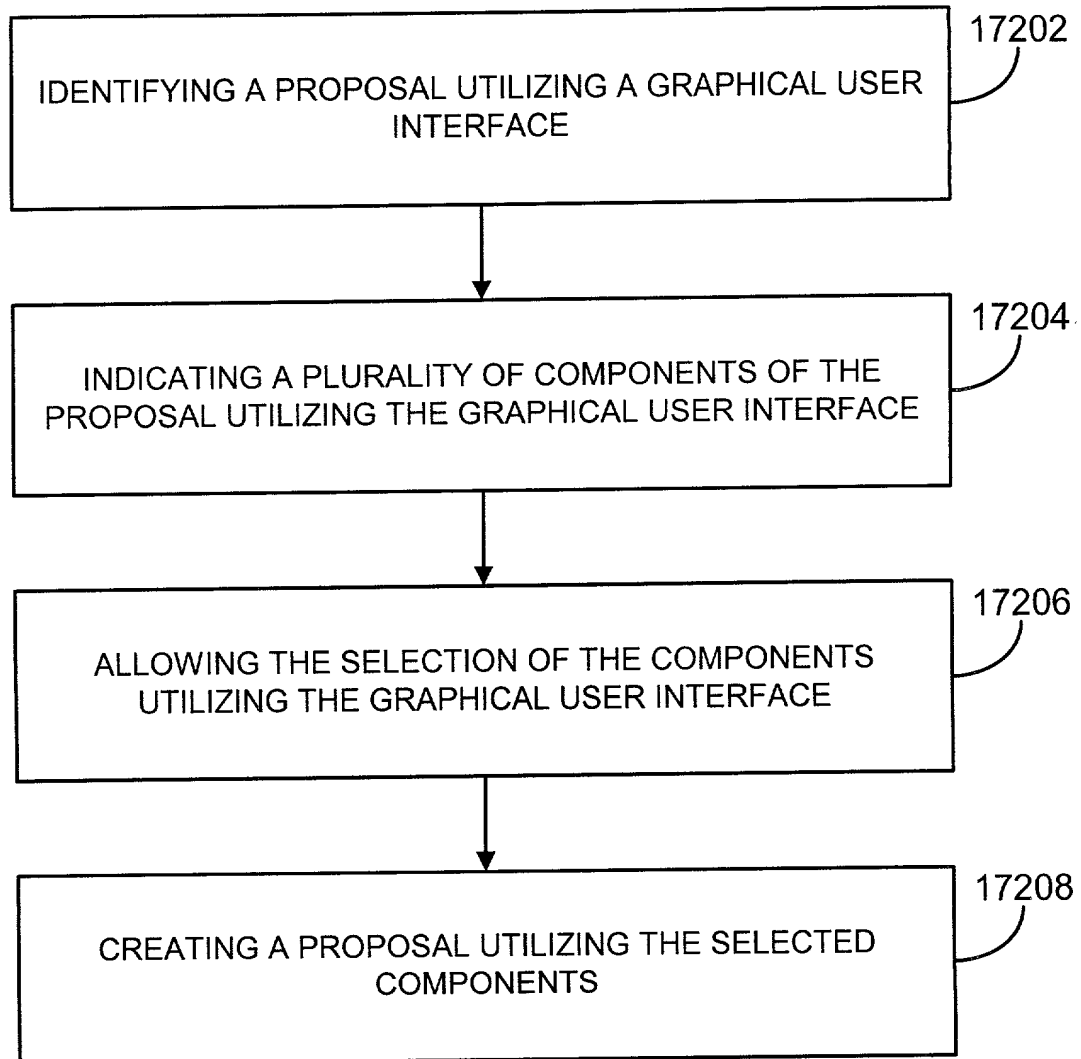 17202
IDENTIFYING A PROPOSAL UTILIZING A GRAPHICAL USER
INTERFACE
17204
INDICATING A PLURALITY OF COMPONENTS OF THE
PROPOSAL UTILIZING THE GRAPHICAL USER INTERFACE
17206
ALLOWING THE SELECTION OF THE COMPONENTS
UTILIZING THE GRAPHICAL USER INTERFACE
17208
CREATING A PROPOSAL UTILIZING THE SELECTED
COMPONENTS